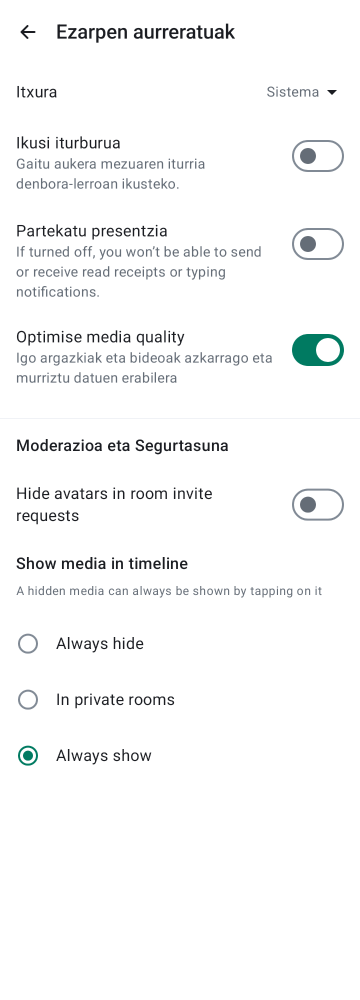 Ezarpen aurreratuak
Itxura
Sistema
Ikusi iturburua
Gaitu aukera mezuaren iturria
denbora-lerroan ikusteko.
Partekatu presentzia
If turned off, you won’t be able to send
or receive read receipts or typing
notifications.
Optimise media quality
Igo argazkiak eta bideoak azkarrago eta
murriztu datuen erabilera
Moderazioa eta Segurtasuna
Hide avatars in room invite
requests
Show media in timeline
A hidden media can always be shown by tapping on it
Always hide
In private rooms
Always show